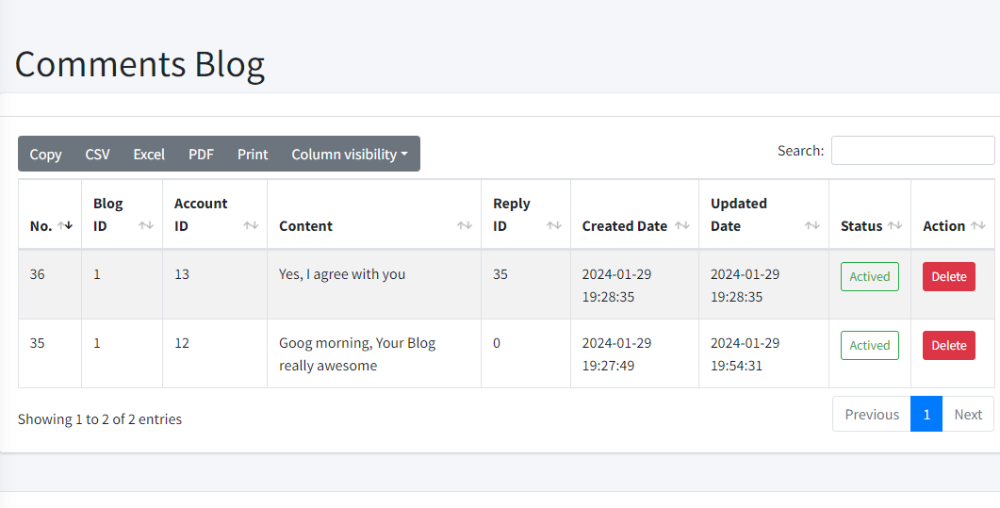 Comments Blog
Copy CSV Excel PDF Print Column visibility
Search:
No. Blog ID Account ID Content Reply ID Created Date Updated Date Status Action
36 1 13 Yes, I agree with you 35 2024-01-29 19:28:35 2024-01-29 19:28:35 Actived Delete
35 1 12 Goog morning, Your Blog really awesome 0 2024-01-29 19:27:49 2024-01-29 19:54:31 Actived Delete
Showing 1 to 2 of 2 entries
Previous 1 Next